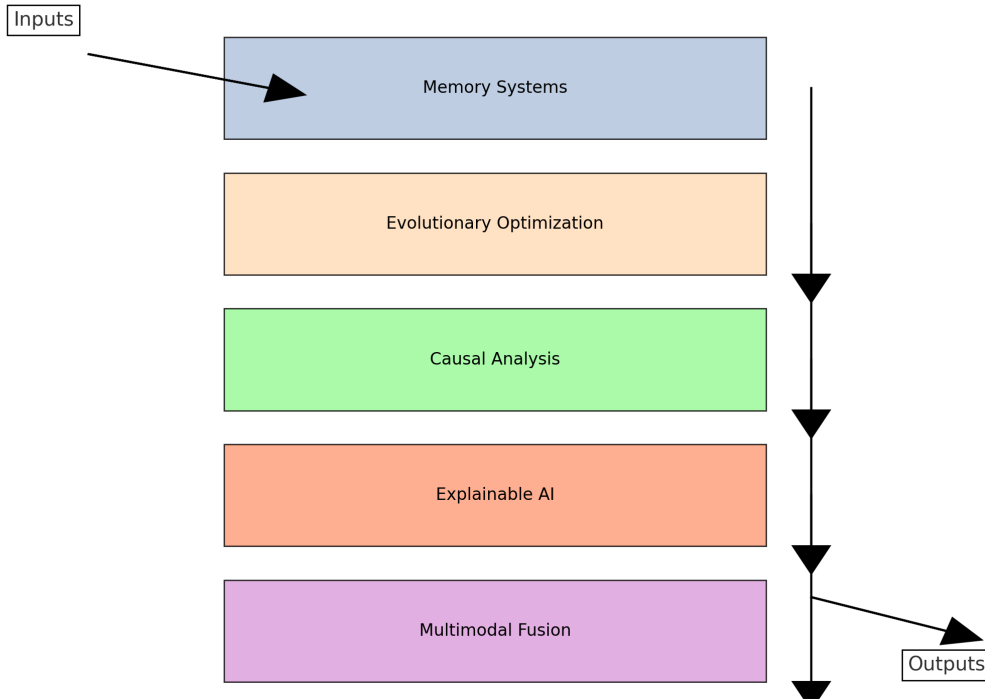 Inputs
Memory Systems
Evolutionary Optimization
Causal Analysis
Explainable AI
Multimodal Fusion
Outputs